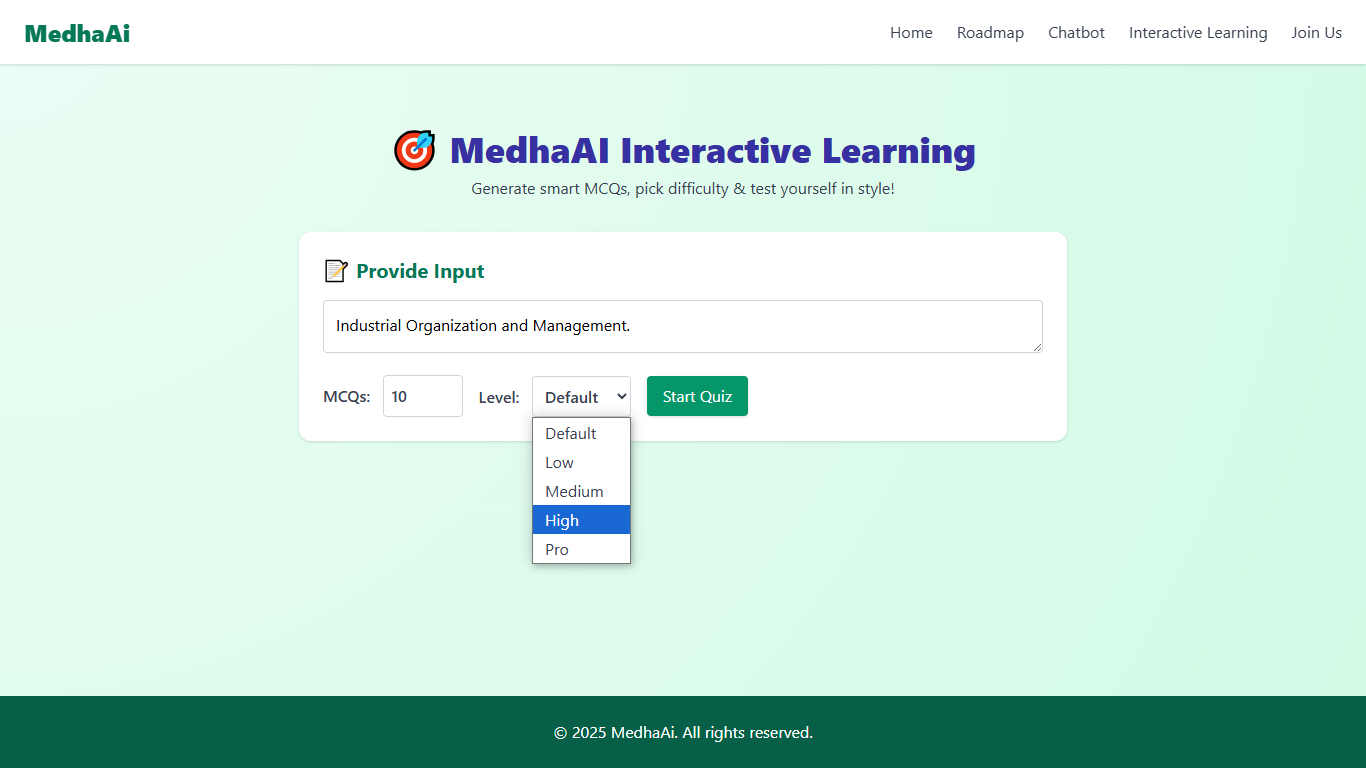 MedhaAi
Home Roadmap Chatbot Interactive Learning Join Us
MedhaAI Interactive Learning
Generate smart MCQs, pick difficulty & test yourself in style!
Provide Input
Industrial Organization and Management.
MCQs: 10 Level: Default Start Quiz
Default
Low
Medium
High
Pro
© 2025 MedhaAi. All rights reserved.